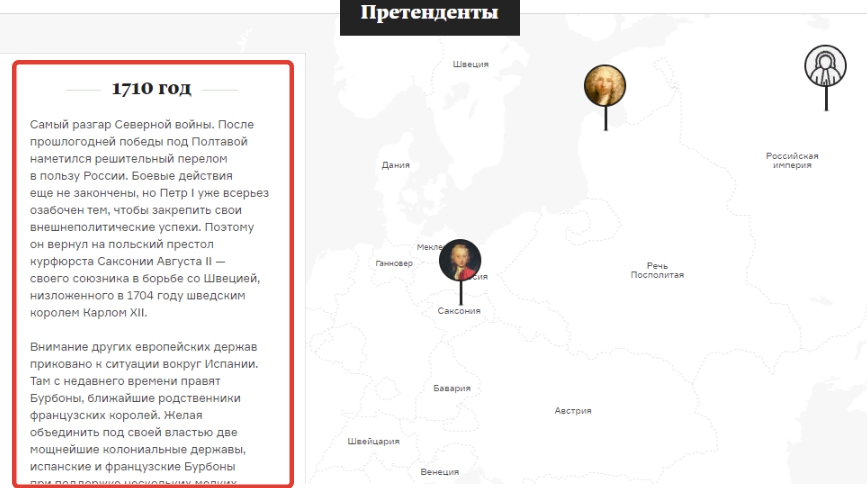 Претенденты
1710 год
Самый разгар Северной войны. После
прошлогодней победы под Полтавой
наметился решительный перелом
в пользу России. Боевые действия
еще не закончены, но Петр I уже всерьез
озабочен тем, чтобы закрепить свои
внешнеполитические успехи. Поэтому
он вернул на польский престол
курфюрста Саксонии Августа II —
своего союзника в борьбе со Швецией,
низложенного в 1704 году шведским
королем Карлом XII.
Внимание других европейских держав
приковано к ситуации вокруг Испании.
Там с недавнего времени правят
Бурбоны, ближайшие родственники
французских королей. Желая
объединить под своей властью две
мощнейшие колониальные державы,
испанские и французские Бурбоны
при поддержке нескольких мелких
Швеция
Российская
империя
Дания
Мекле
Ганновер
сия
Речь
Посполитая
Саксония
Бавария
Австрия
Швейцария
Венеция